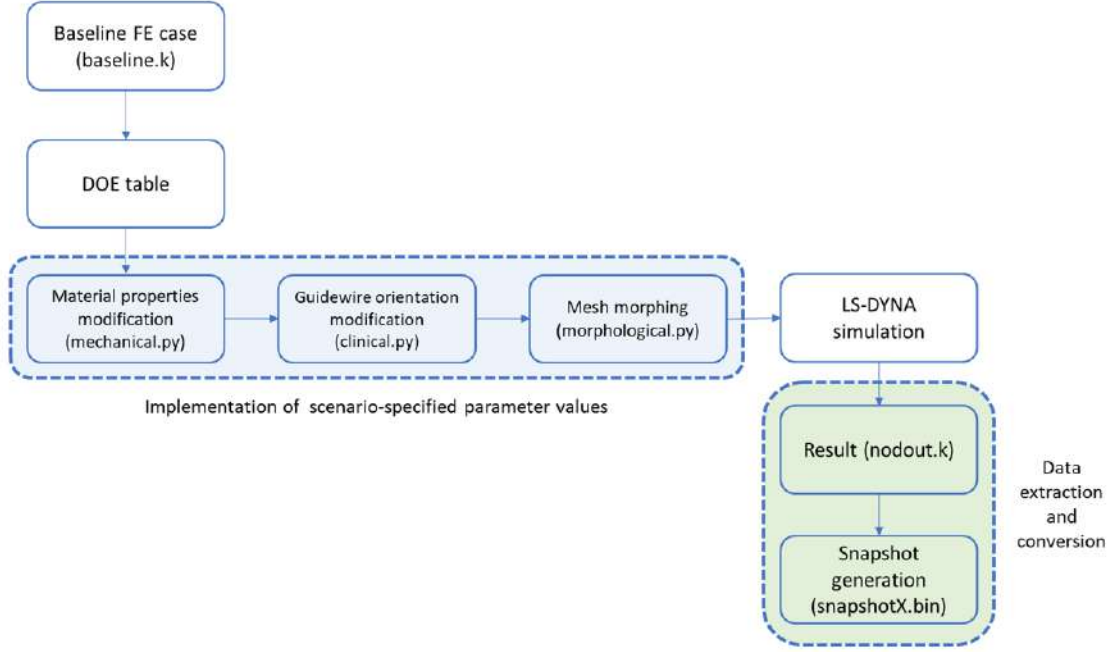 Baseline FE case
(baseline.k)
DOE table
Material properties
modification
(mechanical.py)
Guidewire orientation
modification
(clinical.py)
Mesh morphing
(morphological.py)
LS-DYNA
simulation
Implementation of scenario-specified parameter values
Result (nodout.k)
Snapshot
generation
(snapshotX.bin)
Data
extraction
and
conversion